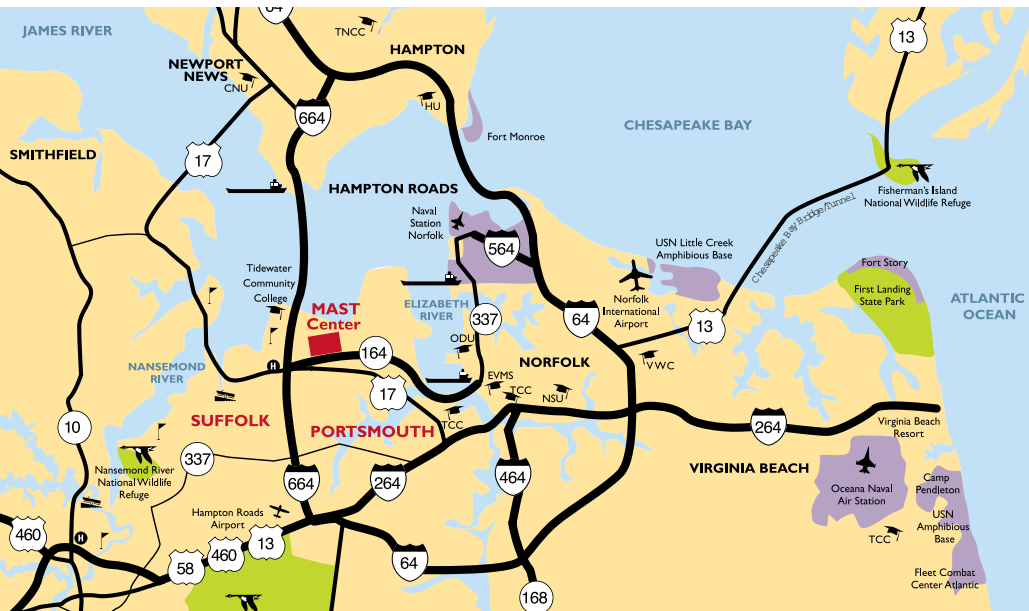 64
13
JAMES RIVER
TNCC
HAMPTON
NEWPORT
NEWS
CNU
HU
664
Fort Monroe
CHESAPEAKE BAY
SMITHFIELD
17
HAMPTON ROADS
Fisherman's Island
National Wildlife Refuge
Chesapeake Bay Bridge/Tunnel
Naval
Station
Norfolk
564
USN Little Creek
Amphibious Base
Fort Story
First Landing
State Park
ATLANTIC
OCEAN
Tidewater
Community
College
MAST
Center
ELIZABETH
RIVER
337
64
Norfolk
International
Airport
13
ODU
164
NANSEMOND
RIVER
H
NORFOLK
VWC
EVMS
TCC
NSU
17
TCC
10
SUFFOLK
PORTSMOUTH
264
Virginia Beach
Resort
337
Nansemond River
National Wildlife
Refuge
664
264
464
VIRGINIA BEACH
Oceana Naval
Air Station
Camp
Pendleton
USN
Amphibious
Base
TCC
Hampton Roads
Airport
460
H
58
460
13
64
168
Fleet Combat
Center Atlantic